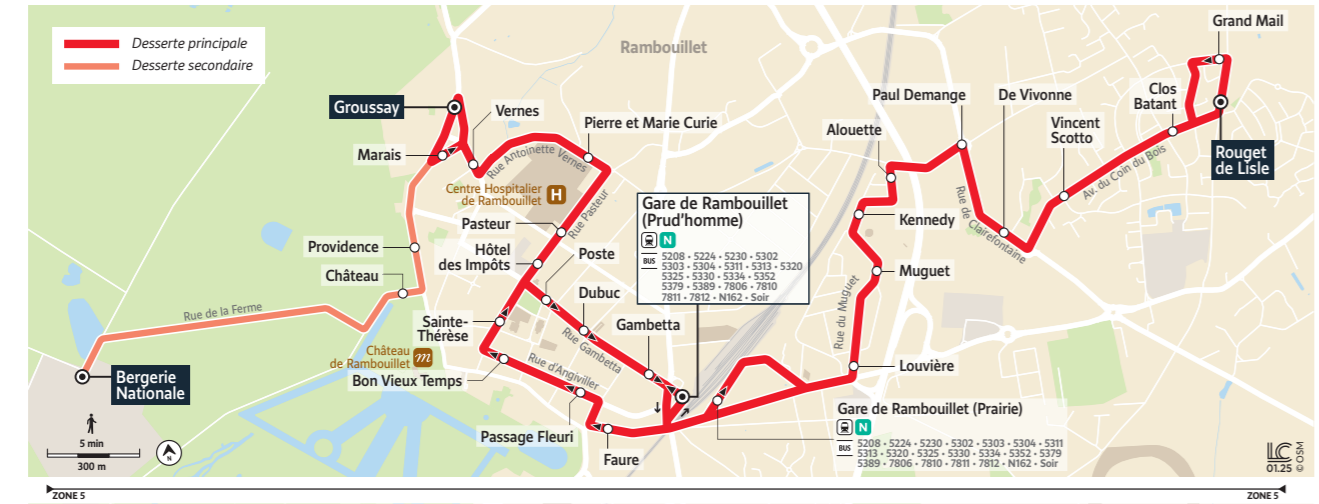 Desserte principale
Desserte secondaire
Rambouillet
Grand Mail
Groussay
Vernes
Pierre et Marie Curie
Paul Demange
De Vivonne
Clos
Batant
Alouette
Vincent
Scotto
Marais
Rue Antoinette Vernes
Rouget
de Lisle
Av. du Coin du Bois
Centre Hospitalier
de Rambouillet
H
Rue Pasteur
Gare de Rambouillet
(Prud'homme)
N
BUS
5208 • 5224 • 5230 • 5302
5303 • 5304 • 5311 • 5313 • 5320
5325 • 5330 • 5334 • 5352
5379 • 5389 • 7806 • 7810
7811 • 7812 • N162 • Soir
Rue de Clairefontaine
Kennedy
Pasteur
Providence
Hôtel
des Impôts
Poste
Château
Muguet
Dubuc
Rue de la Ferme
Rue du Muguet
Sainte-
Thérèse
Gambetta
Rue Gambetta
Château
de Rambouillet
m
Rue d'Angiviller
Bon Vieux Temps
Louvière
Bergerie
Nationale
Gare de Rambouillet (Prairie)
N
BUS
5208 • 5224 • 5230 • 5302 • 5303 • 5304 • 5311
5313 • 5320 • 5325 • 5330 • 5334 • 5352 • 5379
5389 • 7806 • 7810 • 7811 • 7812 • N162 • Soir
Passage Fleuri
Faure
5 min
300 m
N
LC
01.25
© OSM
ZONE 5
ZONE 5